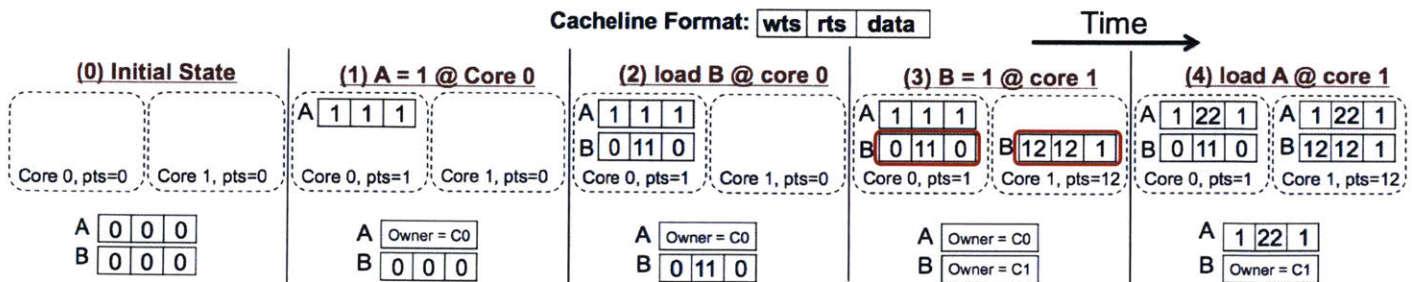 Cacheline Format: wts rts data
Time
(0) Initial State
(1) A = 1 @ Core 0
(2) load B @ core 0
(3) B = 1 @ core 1
(4) load A @ core 1
A 1 1 1
A 1 1 1
B 0 11 0
A 1 1 1
B 0 11 0
B 12 12 1
A 1 22 1
B 0 11 0
A 1 22 1
B 12 12 1
Core 0, pts=0
Core 1, pts=0
Core 0, pts=1
Core 1, pts=0
Core 0, pts=1
Core 1, pts=0
Core 0, pts=1
Core 1, pts=12
Core 0, pts=1
Core 1, pts=12
A 0 0 0
B 0 0 0
A Owner = C0
B 0 0 0
A Owner = C0
B 0 11 0
A Owner = C0
B Owner = C1
A 1 22 1
B Owner = C1